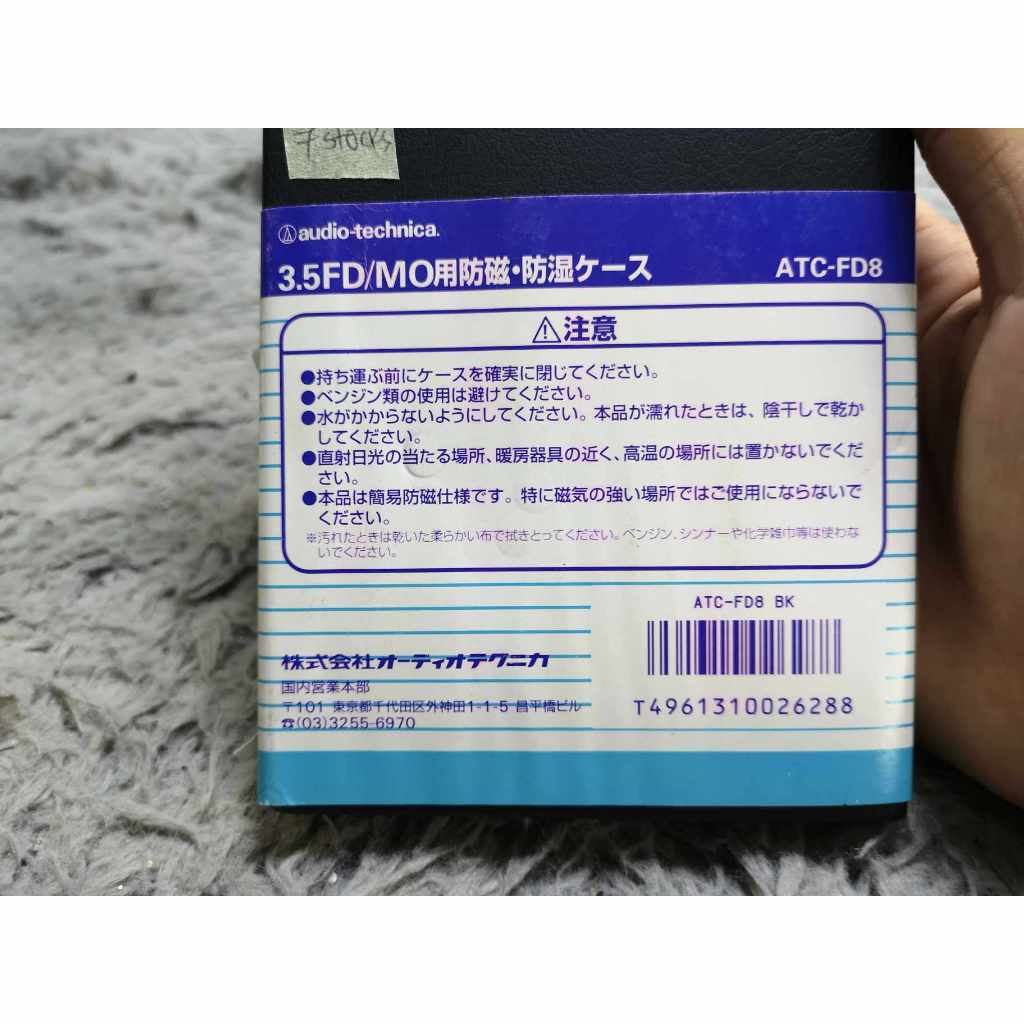 7 stocks
audio-technica.
3.5FD/MO用防磁・防湿ケース
ATC-FD8
注意
●持ち運ぶ前にケースを確実に閉じてください。
●ベンジン類の使用は避けてください。
●水がかからないようにしてください。本品が濡れたときは、陰干しで乾か
してください。
●直射日光の当たる場所、暖房器具の近く、高温の場所には置かないでくだ
さい。
●本品は簡易防磁仕様です。特に磁気の強い場所ではご使用にならないで
ください。
※汚れたときは乾いた柔らかい布で拭きとってください。ベンジン、シンナーや化学雑巾等は使わな
いでください。
ATC-FD8 BK
T4961310026288
株式会社オーディオテクニカ
国内営業本部
〒101 東京都千代田区外神田1-1-5 昌平橋ビル
☎(03)3255-6970